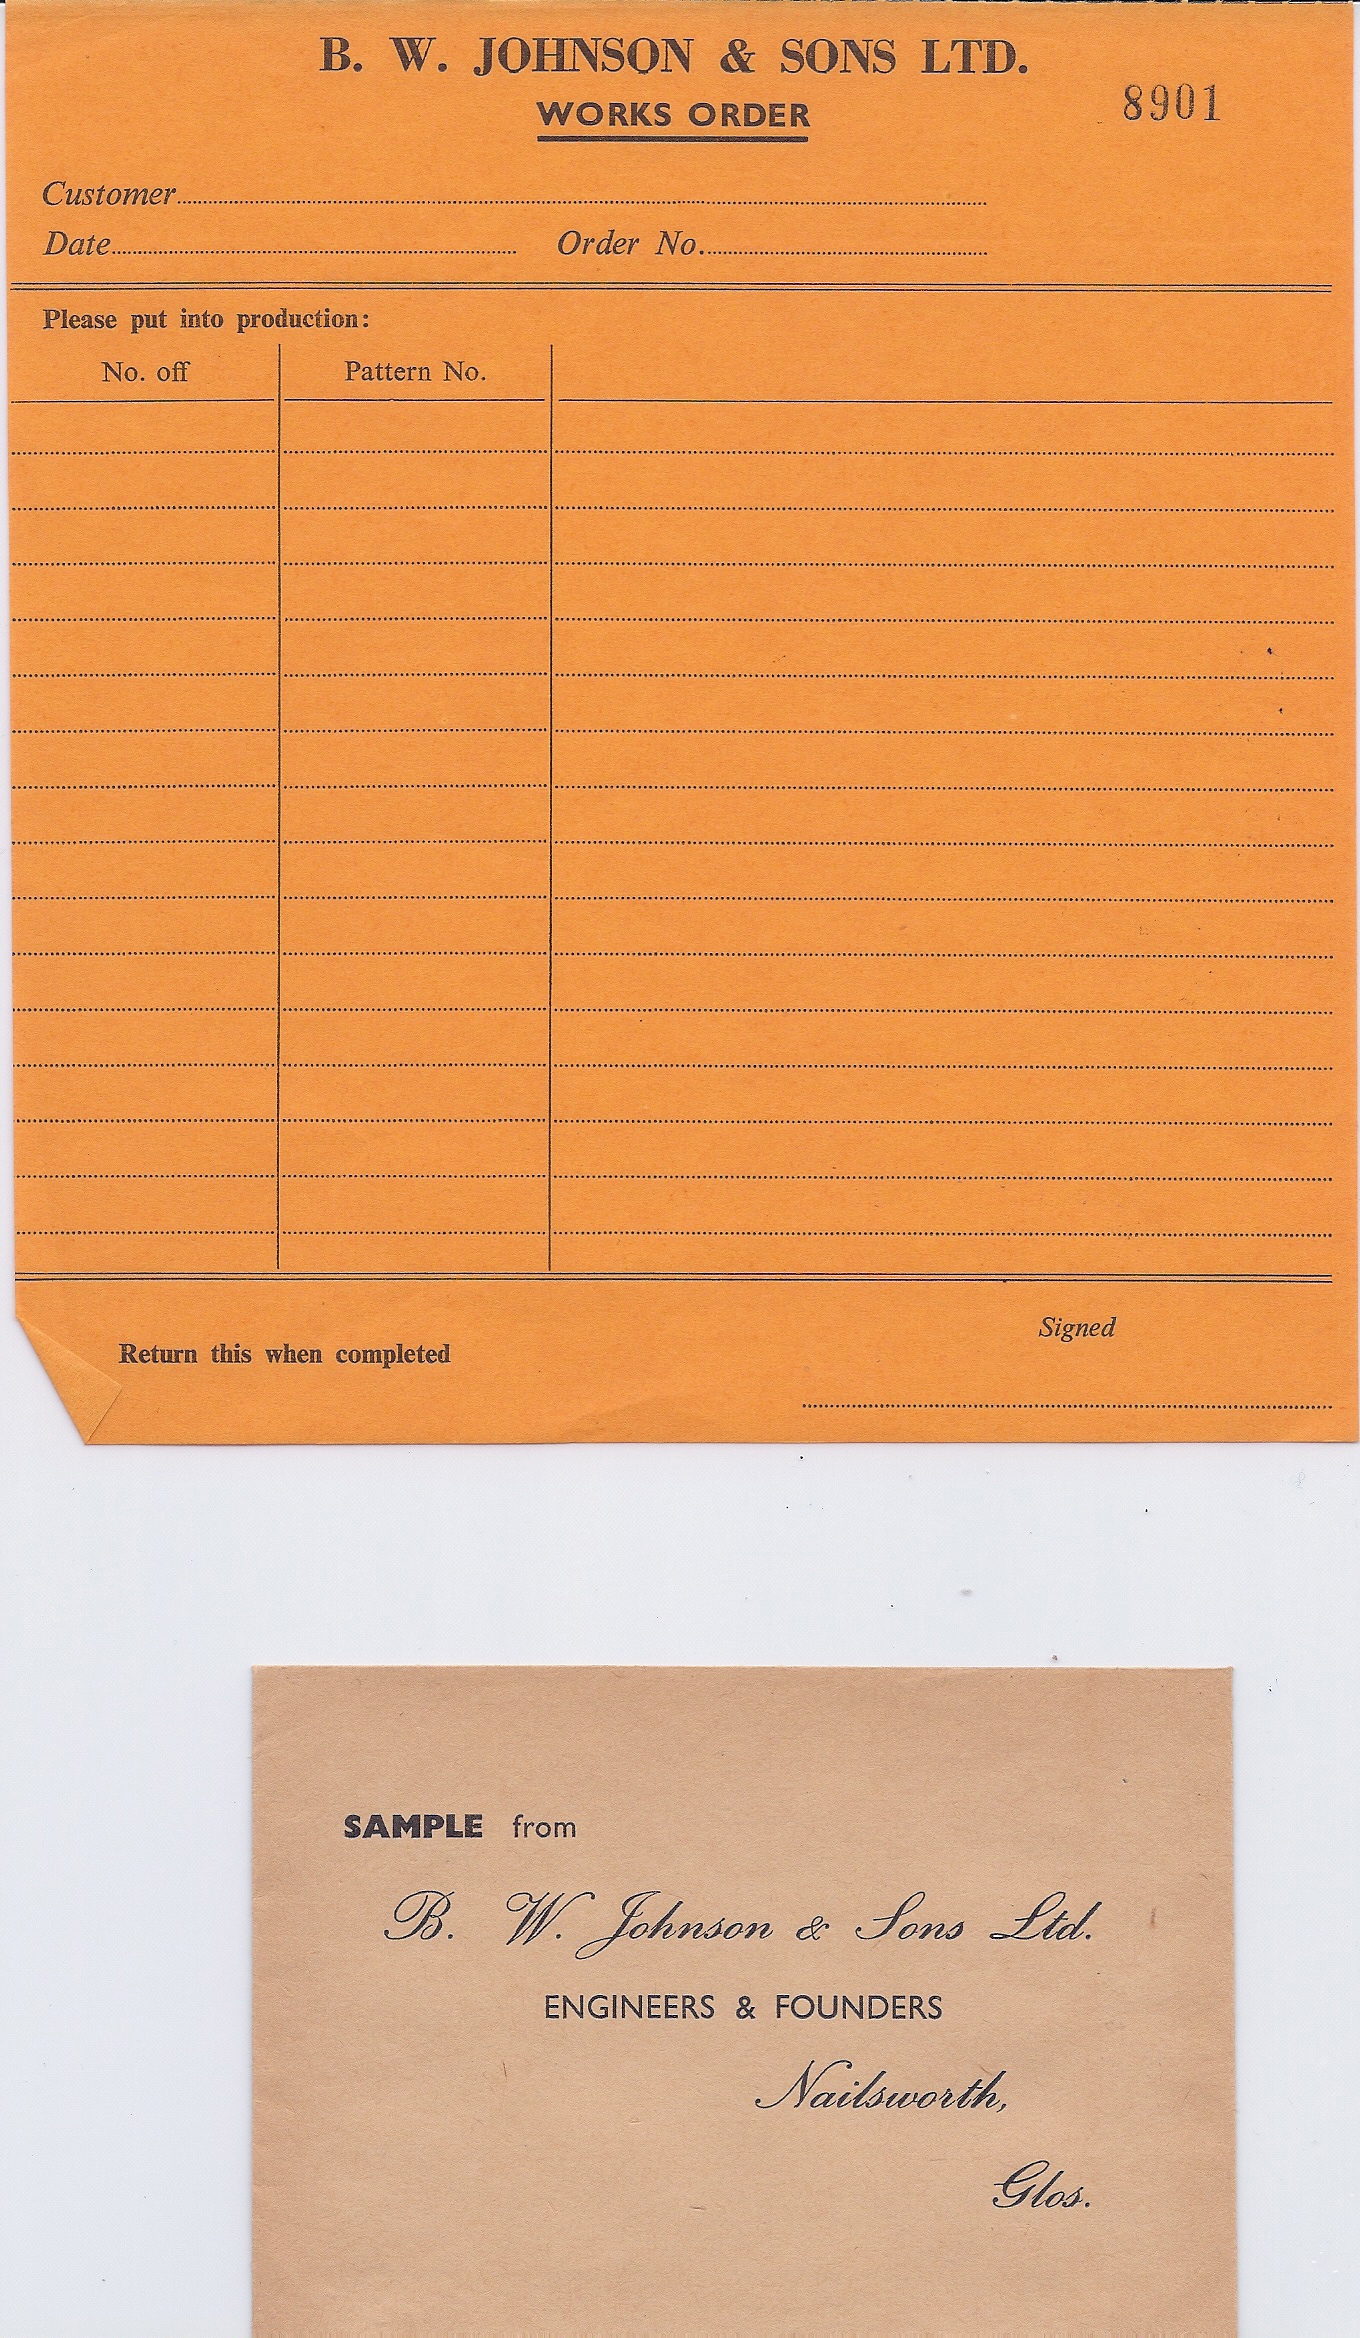 B. W. JOHNSON & SONS LTD.
WORKS ORDER
8901
Customer
Date Order No.
Please put into production:
No. off Pattern No.
Signed
Return this when completed
SAMPLE from
B. W. Johnson & Sons Ltd.
ENGINEERS & FOUNDERS
Nailsworth,
Glos.